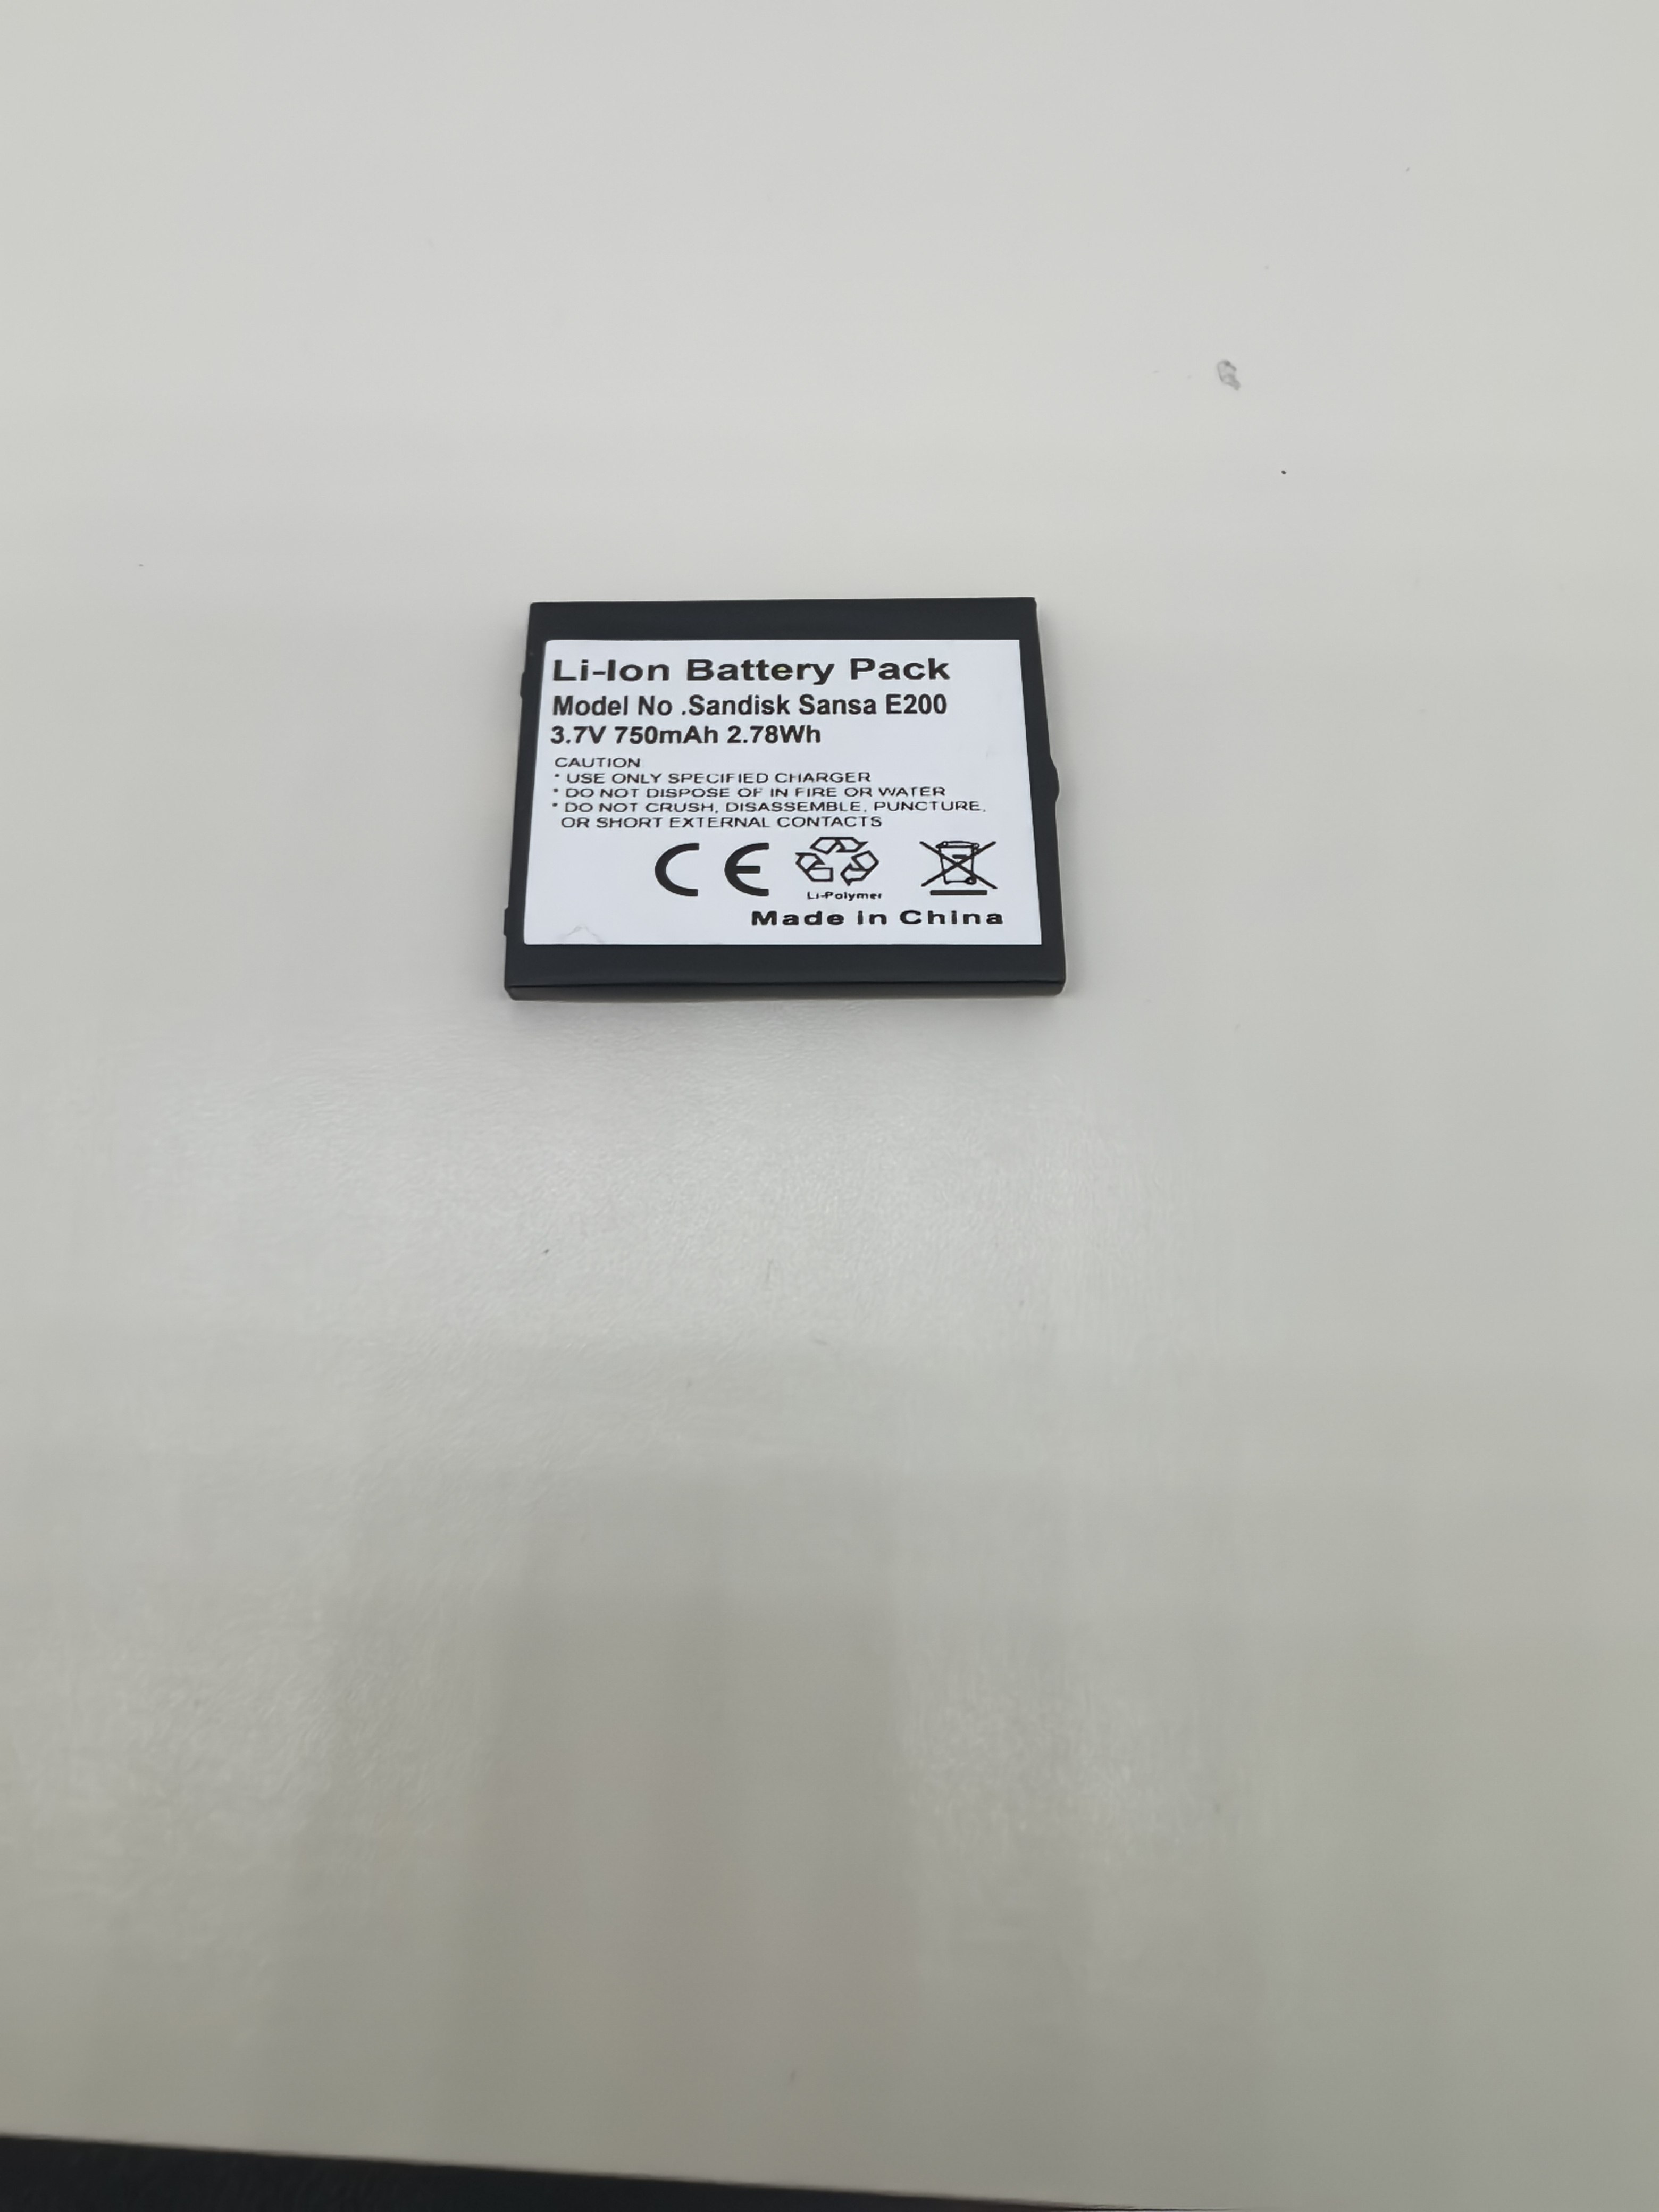 Li-Ion Battery Pack
Model No .Sandisk Sansa E200
3.7V 750mAh 2.78Wh
CAUTION
* USE ONLY SPECIFIED CHARGER
* DO NOT DISPOSE OF IN FIRE OR WATER
* DO NOT CRUSH, DISASSEMBLE, PUNCTURE,
OR SHORT EXTERNAL CONTACTS
CE
Li-Polymer
Made in China